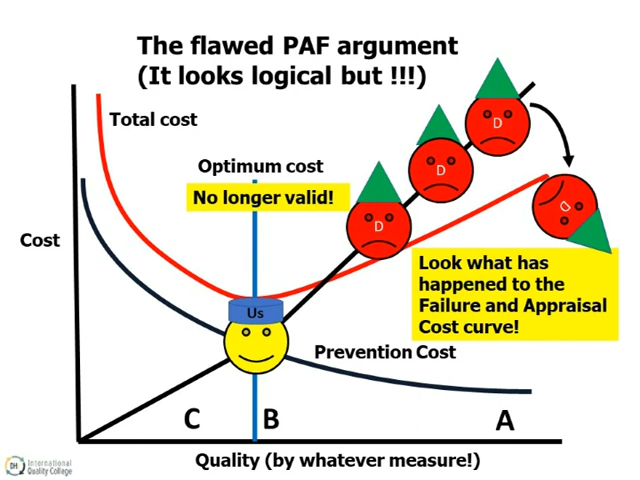 The flawed PAF argument
(It looks logical but !!!)
Total cost
Optimum cost
No longer valid!
D
D
D
D
Cost
Look what has
happened to the
Failure and Appraisal
Cost curve!
Us
Prevention Cost
C
B
A
Quality (by whatever measure!)
DH
International
Quality College